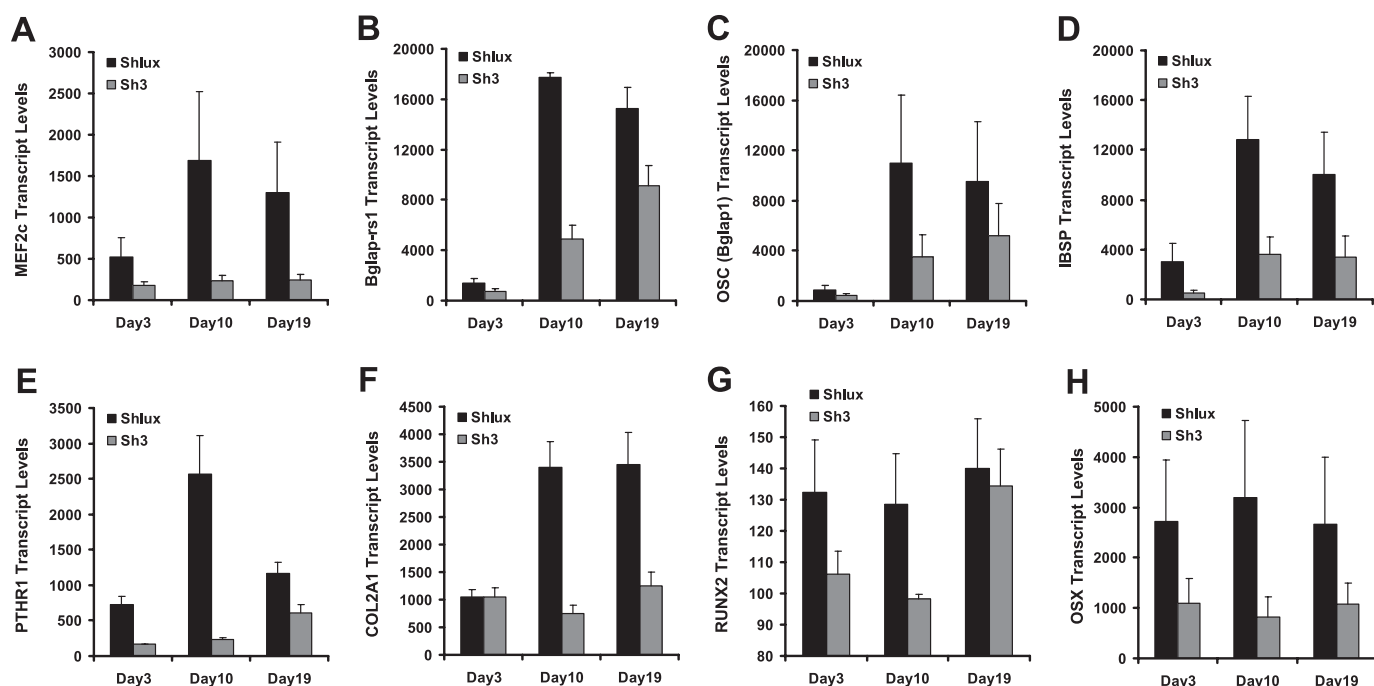 A
MEF2c Transcript Levels
3000
2500
2000
1500
1000
500
0
Shlux
Sh3
Day3 Day10 Day19
B
Bglap-rs1 Transcript Levels
20000
16000
12000
8000
4000
0
Shlux
Sh3
Day3 Day10 Day19
C
OSC (Bglap1) Transcript Levels
20000
16000
12000
8000
4000
0
Shlux
Sh3
Day3 Day10 Day19
D
IBSP Transcript Levels
20000
16000
12000
8000
4000
0
Shlux
Sh3
Day3 Day10 Day19
E
PTHR1 Transcript Levels
3500
3000
2500
2000
1500
1000
500
0
Shlux
Sh3
Day3 Day10 Day19
F
COL2A1 Transcript Levels
4500
4000
3500
3000
2500
2000
1500
1000
500
0
Shlux
Sh3
Day3 Day10 Day19
G
RUNX2 Transcript Levels
160
150
140
130
120
110
100
90
80
Shlux
Sh3
Day3 Day10 Day19
H
OSX Transcript Levels
5000
4000
3000
2000
1000
0
Shlux
Sh3
Day3 Day10 Day19